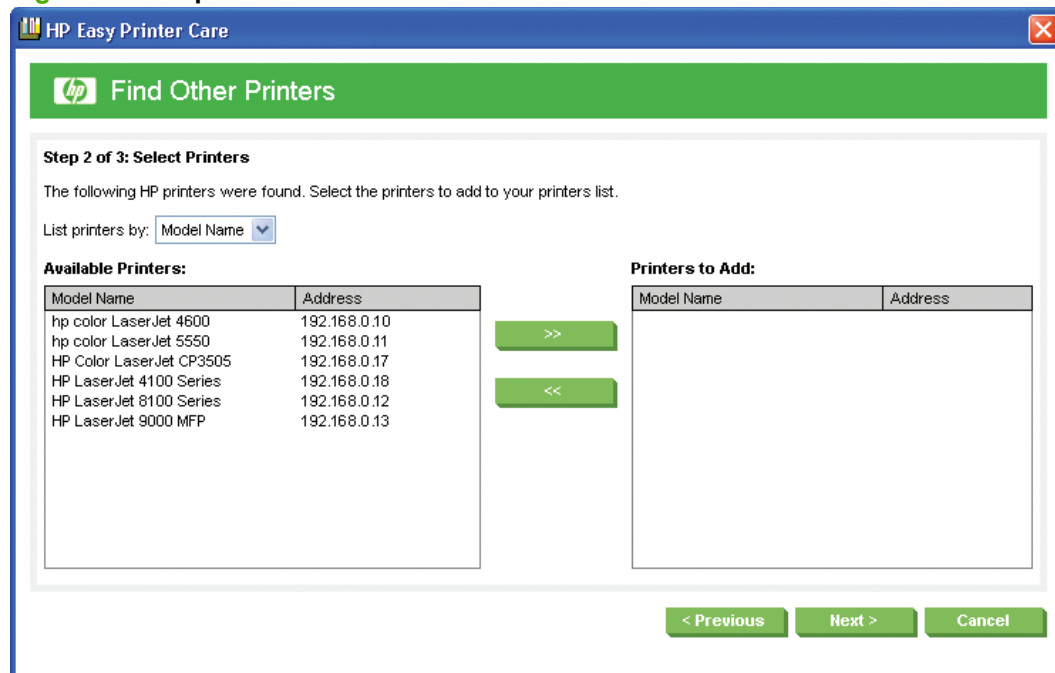 HP Easy Printer Care
hp Find Other Printers
Step 2 of 3: Select Printers
The following HP printers were found. Select the printers to add to your printers list.
List printers by: Model Name
Available Printers:
Model Name Address
hp color LaserJet 4600 192.168.0.10
hp color LaserJet 5550 192.168.0.11
HP Color LaserJet CP3505 192.168.0.17
HP LaserJet 4100 Series 192.168.0.18
HP LaserJet 8100 Series 192.168.0.12
HP LaserJet 9000 MFP 192.168.0.13
>>
<<
Printers to Add:
Model Name Address
< Previous Next > Cancel